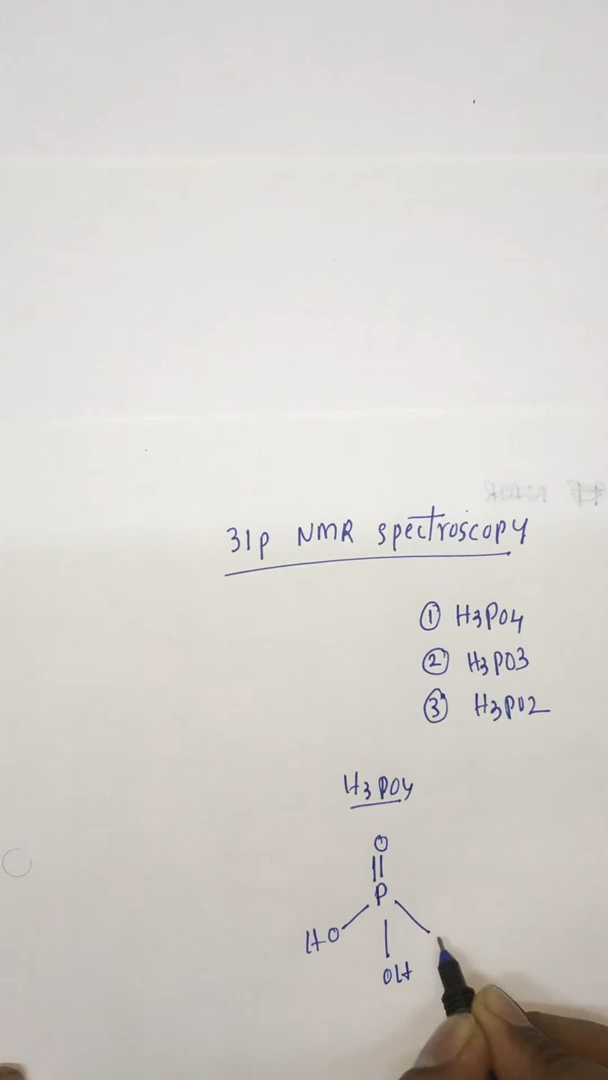 31P NMR spectroscopy
① H3PO4
② H3PO3
③ H3PO2
H3PO4
O
P
HO
OH